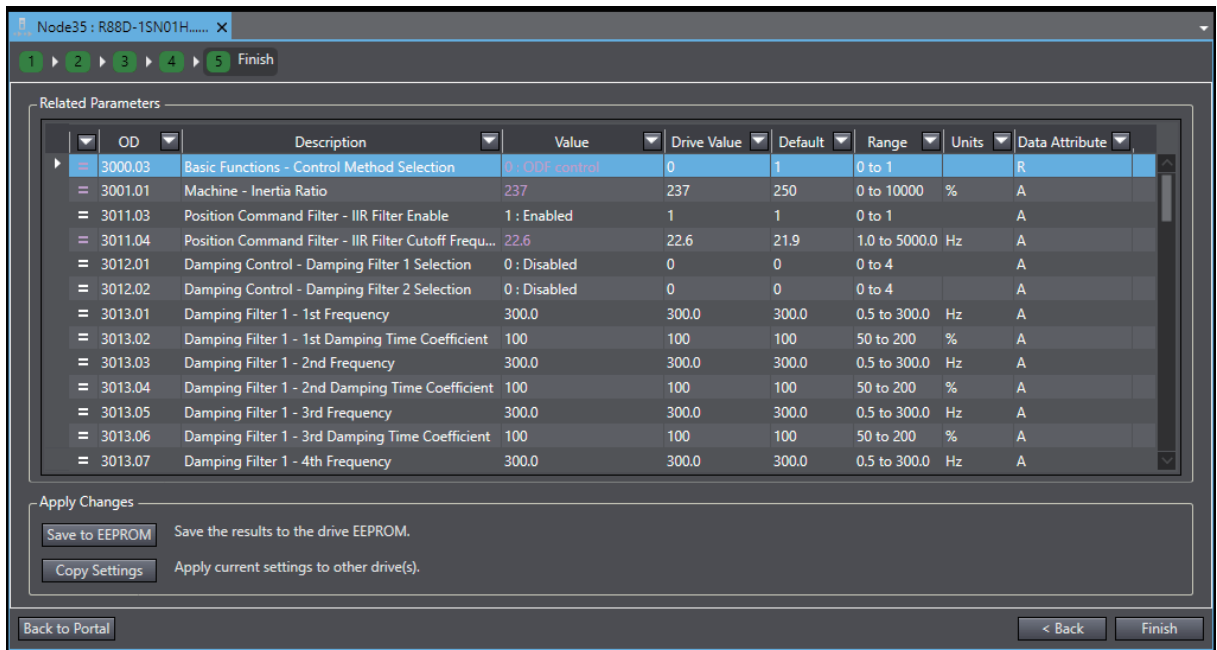 Node35 : R88D-1SN01H......
1 2 3 4 5 Finish
Related Parameters
OD Description Value Drive Value Default Range Units Data Attribute
= 3000.03 Basic Functions - Control Method Selection 0 : ODF control 0 1 0 to 1 R
= 3001.01 Machine - Inertia Ratio 237 237 250 0 to 10000 % A
= 3011.03 Position Command Filter - IIR Filter Enable 1 : Enabled 1 1 0 to 1 A
= 3011.04 Position Command Filter - IIR Filter Cutoff Frequ... 22.6 22.6 21.9 1.0 to 5000.0 Hz A
= 3012.01 Damping Control - Damping Filter 1 Selection 0 : Disabled 0 0 0 to 4 A
= 3012.02 Damping Control - Damping Filter 2 Selection 0 : Disabled 0 0 0 to 4 A
= 3013.01 Damping Filter 1 - 1st Frequency 300.0 300.0 300.0 0.5 to 300.0 Hz A
= 3013.02 Damping Filter 1 - 1st Damping Time Coefficient 100 100 100 50 to 200 % A
= 3013.03 Damping Filter 1 - 2nd Frequency 300.0 300.0 300.0 0.5 to 300.0 Hz A
= 3013.04 Damping Filter 1 - 2nd Damping Time Coefficient 100 100 100 50 to 200 % A
= 3013.05 Damping Filter 1 - 3rd Frequency 300.0 300.0 300.0 0.5 to 300.0 Hz A
= 3013.06 Damping Filter 1 - 3rd Damping Time Coefficient 100 100 100 50 to 200 % A
= 3013.07 Damping Filter 1 - 4th Frequency 300.0 300.0 300.0 0.5 to 300.0 Hz A
Apply Changes
Save to EEPROM Save the results to the drive EEPROM.
Copy Settings Apply current settings to other drive(s).
Back to Portal < Back Finish